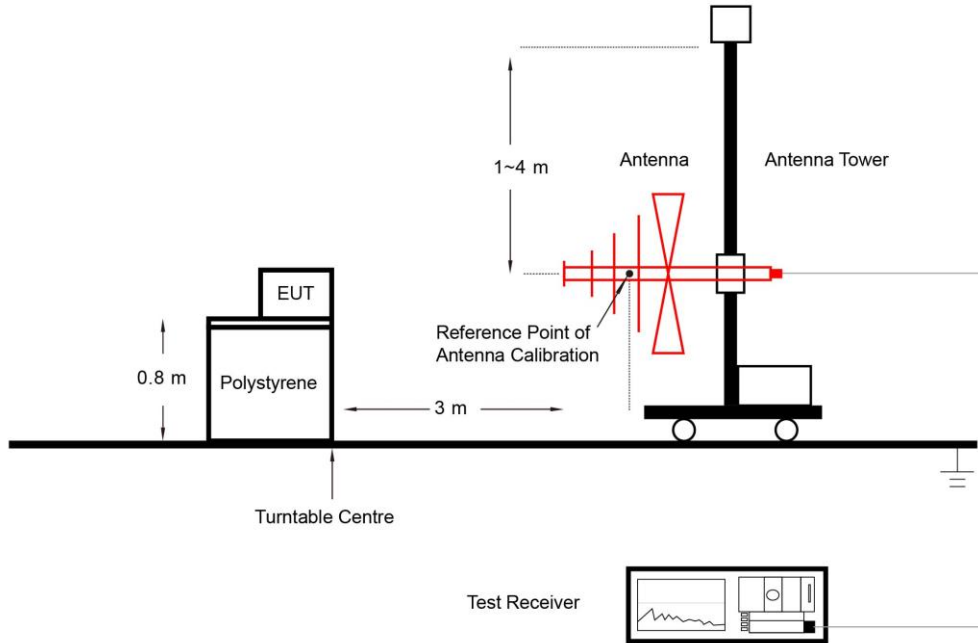 1~4 m
Antenna
Antenna Tower
EUT
Reference Point of
Antenna Calibration
0.8 m
Polystyrene
3 m
Turntable Centre
Test Receiver